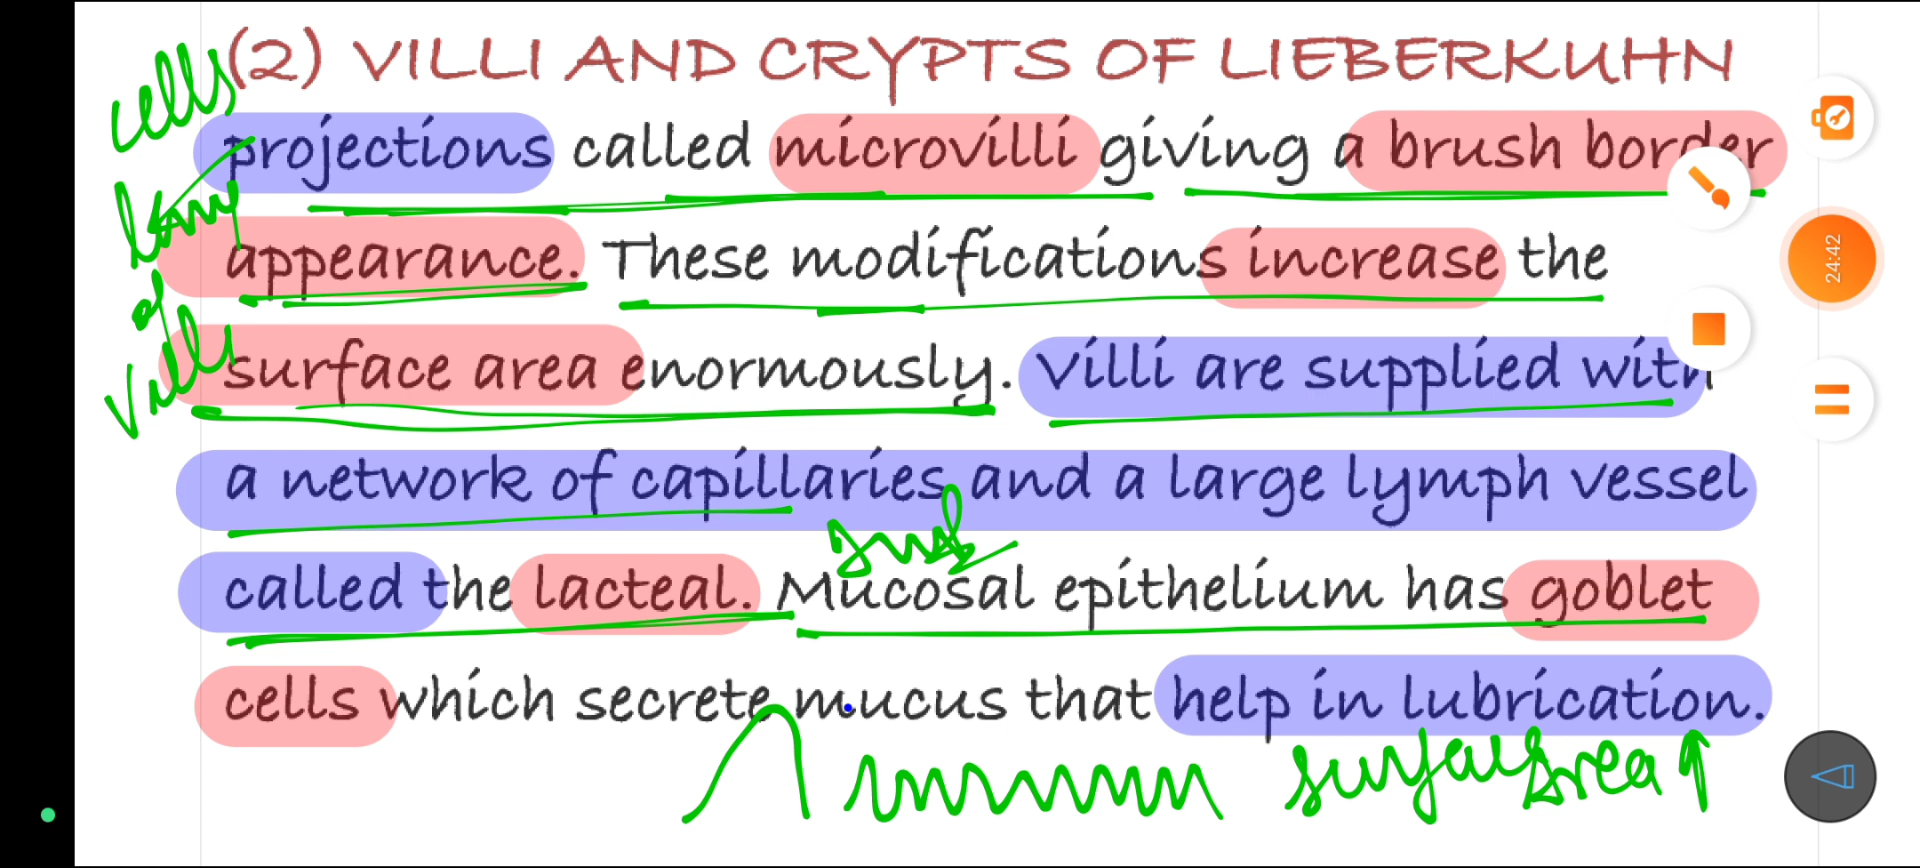 (2) VILLI AND CRYPTS OF LIEBERKUHN
projections called microvilli giving a brush border
appearance. These modifications increase the
surface area enormously. Villi are supplied with
a network of capillaries and a large lymph vessel
called the lacteal. Mucosal epithelium has goblet
cells which secrete mucus that help in lubrication.
cells
of
villi
surface area ↑
24:42